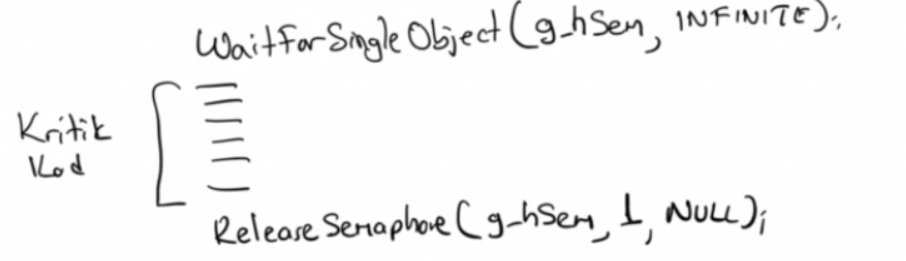 WaitForSingleObject(g_hSem, INFINITE);
Kritik
Kod
ReleaseSemaphore(g_hSem, 1, NULL);